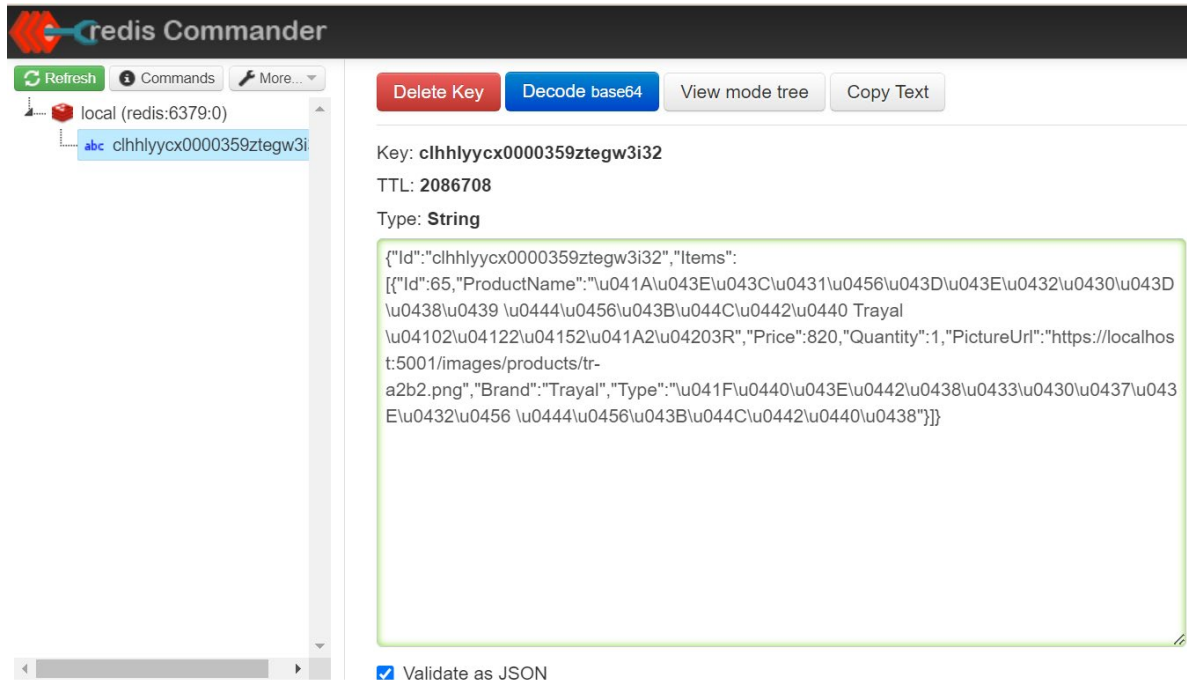 redis Commander
Refresh Commands More...
local (redis:6379:0)
abc clhhlyycx0000359ztegw3i
Delete Key Decode base64 View mode tree Copy Text
Key: clhhlyycx0000359ztegw3i32
TTL: 2086708
Type: String
{"Id":"clhhlyycx0000359ztegw3i32","Items":
[{"Id":65,"ProductName":"\u041A\u043E\u043C\u0431\u0456\u043D\u043E\u0432\u0430\u043D
\u0438\u0439 \u0444\u0456\u043B\u044C\u0442\u0440 Trayal
\u04102\u04122\u04152\u041A2\u04203R","Price":820,"Quantity":1,"PictureUrl":"https://localhos
t:5001/images/products/tr-
a2b2.png","Brand":"Trayal","Type":"\u041F\u0440\u043E\u0442\u0438\u0433\u0430\u0437\u043
E\u0432\u0456 \u0444\u0456\u043B\u044C\u0442\u0440\u0438"}]}
Validate as JSON